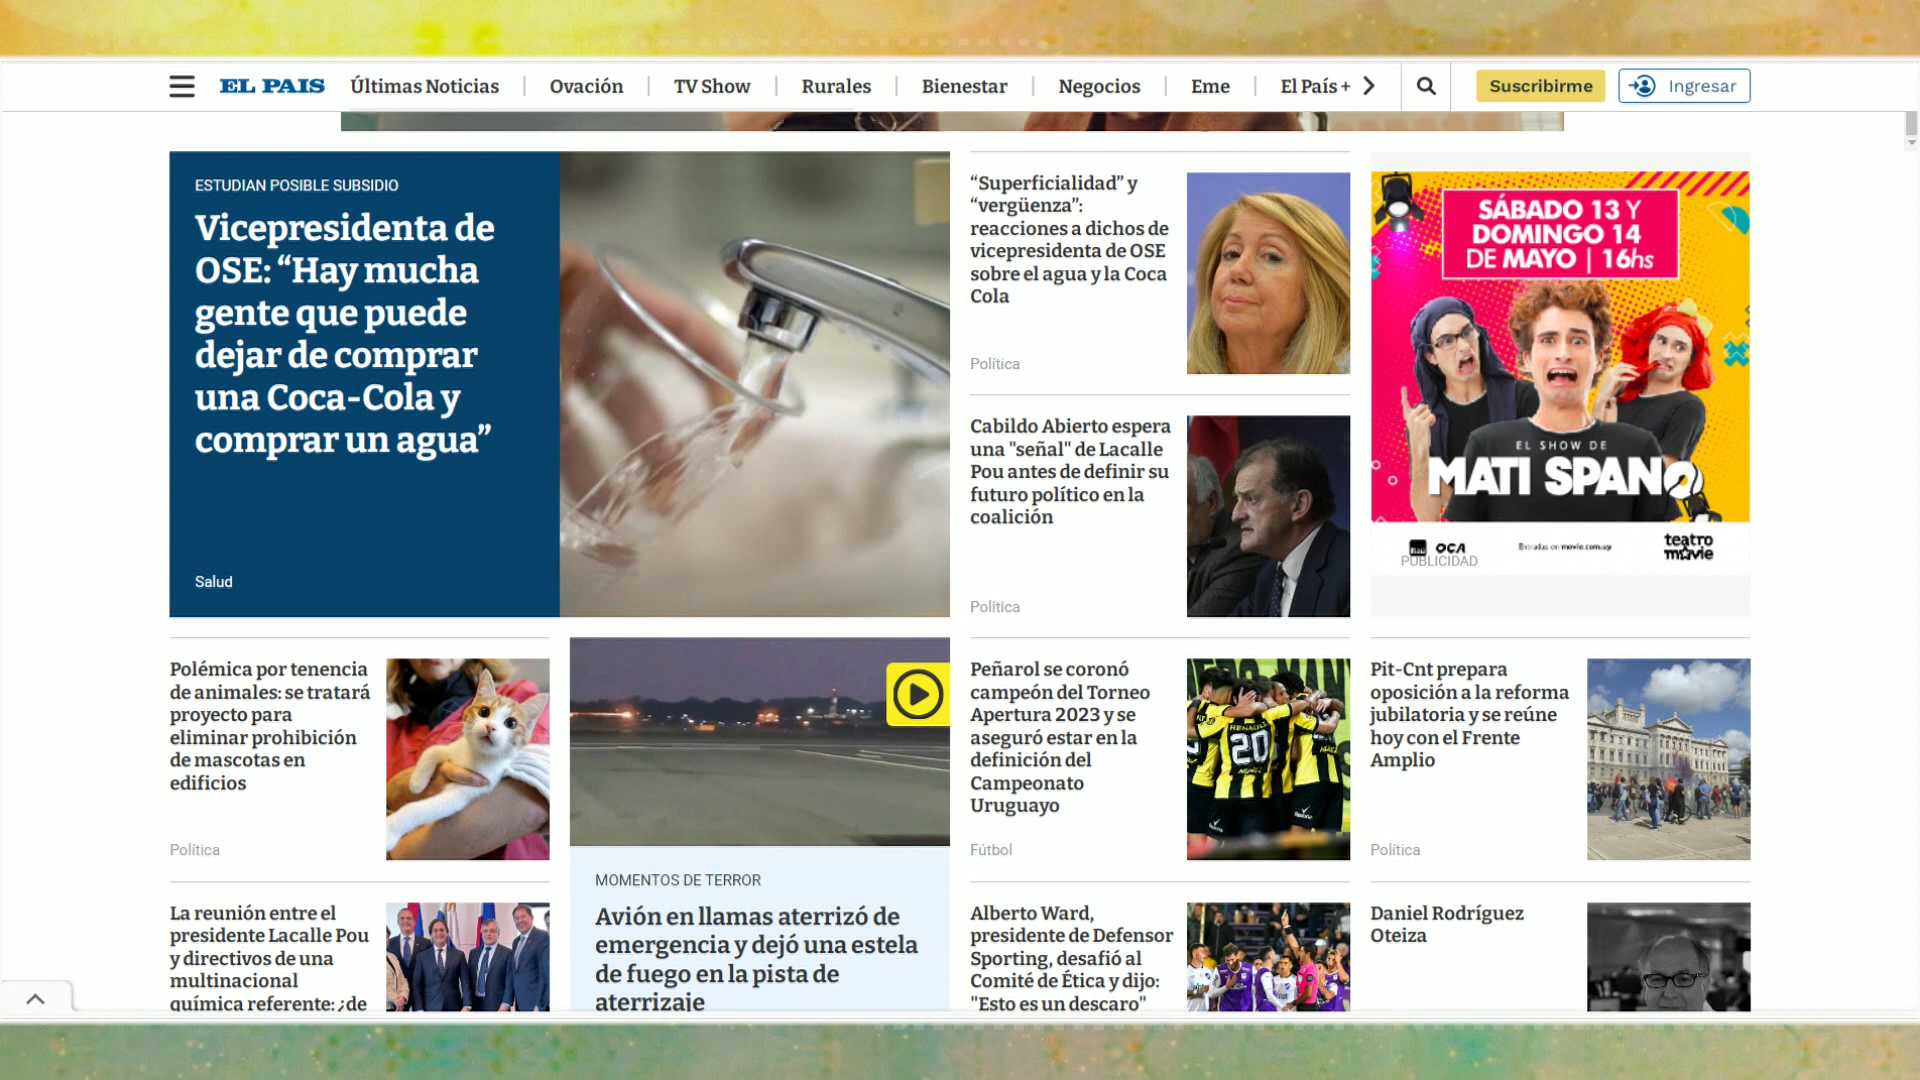 EL PAIS
Últimas Noticias
Ovación
TV Show
Rurales
Bienestar
Negocios
Eme
El País +
Suscribirme
Ingresar
ESTUDIAN POSIBLE SUBSIDIO
Vicepresidenta de
OSE: “Hay mucha
gente que puede
dejar de comprar
una Coca-Cola y
comprar un agua”
Salud
“Superficialidad” y
“vergüenza”:
reacciones a dichos de
vicepresidenta de OSE
sobre el agua y la Coca
Cola
Política
Cabildo Abierto espera
una "señal" de Lacalle
Pou antes de definir su
futuro político en la
coalición
Política
SÁBADO 13 Y
DOMINGO 14
DE MAYO | 16hs
EL SHOW DE
MATI SPANO
OCA
Entradas en movie.com.uy
teatro
movie
PUBLICIDAD
Polémica por tenencia
de animales: se tratará
proyecto para
eliminar prohibición
de mascotas en
edificios
Política
MOMENTOS DE TERROR
Avión en llamas aterrizó de
emergencia y dejó una estela
de fuego en la pista de
aterrizaje
Peñarol se coronó
campeón del Torneo
Apertura 2023 y se
aseguró estar en la
definición del
Campeonato
Uruguayo
Fútbol
RENAULT
20
Pit-Cnt prepara
oposición a la reforma
jubilatoria y se reúne
hoy con el Frente
Amplio
Política
La reunión entre el
presidente Lacalle Pou
y directivos de una
multinacional
química referente: ¿de
Alberto Ward,
presidente de Defensor
Sporting, desafió al
Comité de Ética y dijo:
"Esto es un descaro"
Daniel Rodríguez
Oteiza